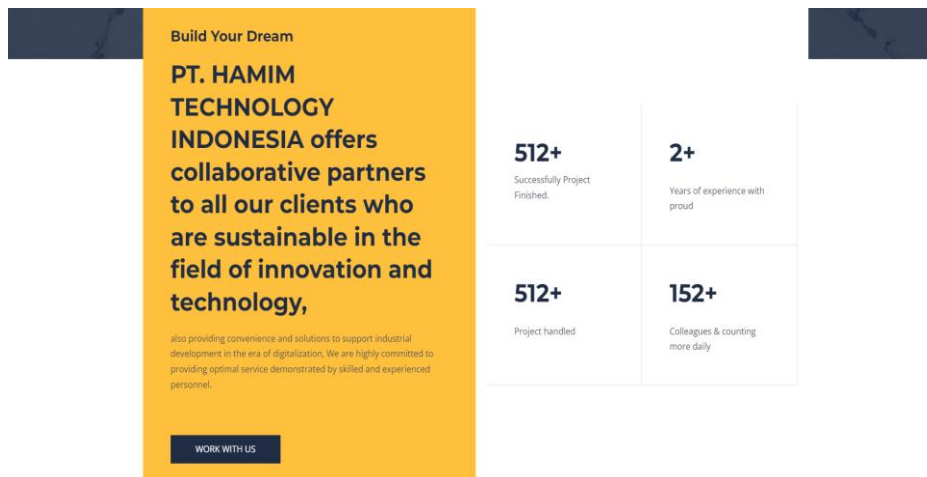 Build Your Dream
PT. HAMIM
TECHNOLOGY
INDONESIA offers
collaborative partners
to all our clients who
are sustainable in the
field of innovation and
technology,
also providing convenience and solutions to support industrial
development in the era of digitalization, We are highly committed to
providing optimal service demonstrated by skilled and experienced
personnel.
WORK WITH US
512+
Successfully Project
Finished.
2+
Years of experience with
proud
512+
Project handled
152+
Colleagues & counting
more daily